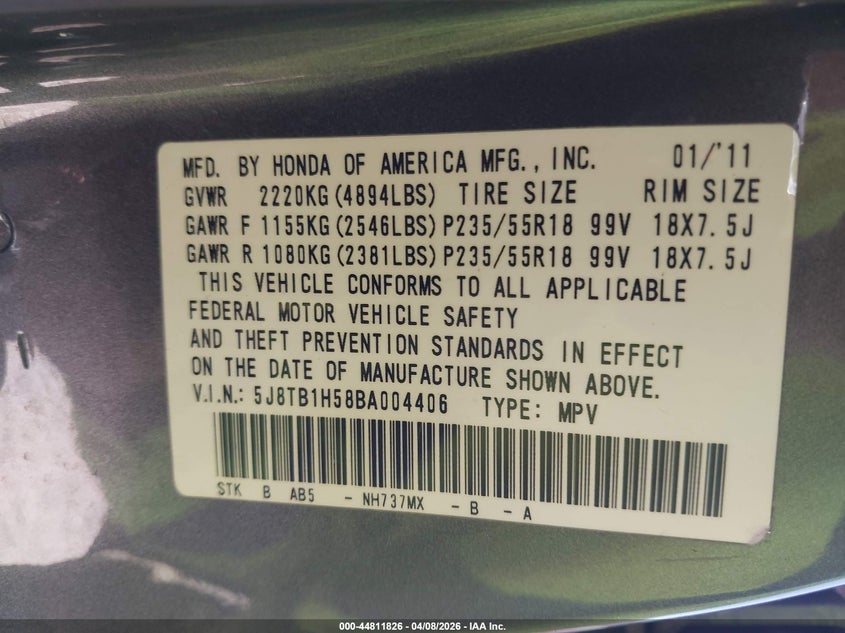 MFD. BY HONDA OF AMERICA MFG., INC. 01/'11
GVWR 2220KG (4894LBS) TIRE SIZE RIM SIZE
GAWR F 1155KG (2546LBS) P235/55R18 99V 18X7.5J
GAWR R 1080KG (2381LBS) P235/55R18 99V 18X7.5J
THIS VEHICLE CONFORMS TO ALL APPLICABLE
FEDERAL MOTOR VEHICLE SAFETY
AND THEFT PREVENTION STANDARDS IN EFFECT
ON THE DATE OF MANUFACTURE SHOWN ABOVE.
V.I.N.: 5J8TB1H58BA004406 TYPE: MPV
STK B AB5 - NH737MX - B - A
000-44811826 - 04/08/2026 - IAA Inc.